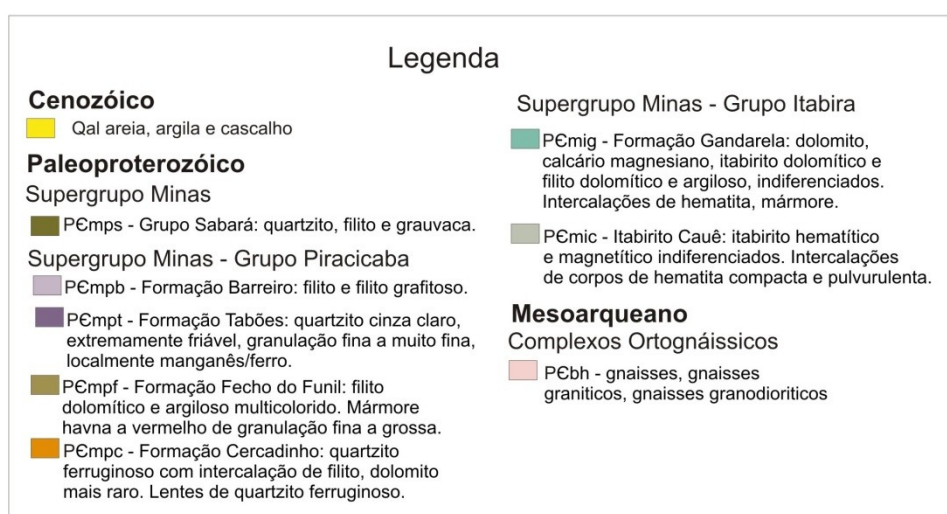 Legenda
Cenozóico
Qal areia, argila e cascalho
Paleoproterozóico
Supergrupo Minas
PЄmps - Grupo Sabará: quartzito, filito e grauvaca.
Supergrupo Minas - Grupo Piracicaba
PЄmpb - Formação Barreiro: filito e filito grafitoso.
PЄmpt - Formação Tabões: quartzito cinza claro,
extremamente friável, granulação fina a muito fina,
localmente manganês/ferro.
PЄmpf - Formação Fecho do Funil: filito
dolomítico e argiloso multicolorido. Mármore
havna a vermelho de granulação fina a grossa.
PЄmpc - Formação Cercadinho: quartzito
ferruginoso com intercalação de filito, dolomito
mais raro. Lentes de quartzito ferruginoso.
Supergrupo Minas - Grupo Itabira
PЄmig - Formação Gandarela: dolomito,
calcário magnesiano, itabirito dolomítico e
filito dolomítico e argiloso, indiferenciados.
Intercalações de hematita, mármore.
PЄmic - Itabirito Cauê: itabirito hematítico
e magnetítico indiferenciados. Intercalações
de corpos de hematita compacta e pulvurulenta.
Mesoarqueano
Complexos Ortognáissicos
PЄbh - gnaisses, gnaisses
graniticos, gnaisses granodioriticos